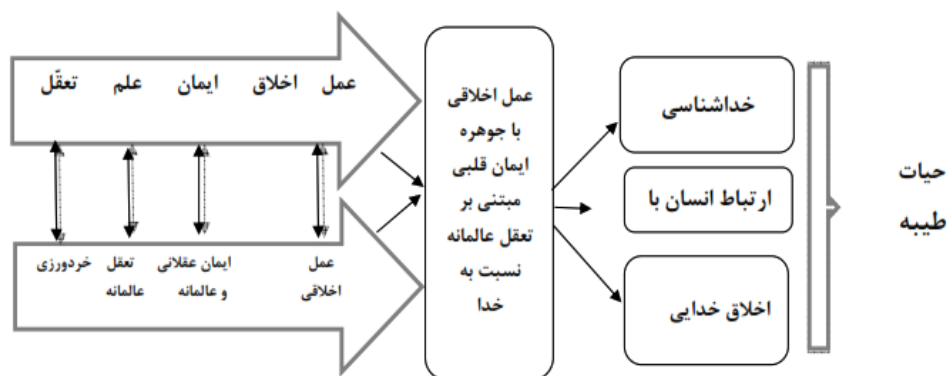 تعقّل علم ایمان اخلاق عمل
خردورزی
تعقل
عالمانه
ایمان عقلانی
و عالمانه
عمل
اخلاقی
عمل اخلاقی
با جوهره
ایمان قلبی
مبتنی بر
تعقل عالمانه
نسبت به
خدا
خداشناسی
ارتباط انسان با
اخلاق خدایی
حیات
طیبه